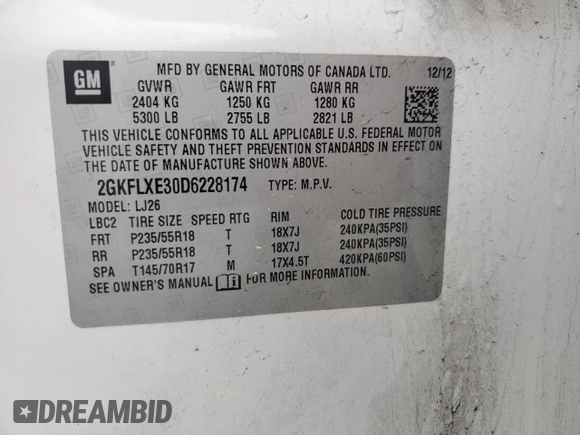 GM
MFD BY GENERAL MOTORS OF CANADA LTD. 12/12
GVWR GAWR FRT GAWR RR
2404 KG 1250 KG 1280 KG
5300 LB 2755 LB 2821 LB
THIS VEHICLE CONFORMS TO ALL APPLICABLE U.S. FEDERAL MOTOR
VEHICLE SAFETY AND THEFT PREVENTION STANDARDS IN EFFECT ON THE
DATE OF MANUFACTURE SHOWN ABOVE.
2GKFLXE30D6228174 TYPE: M.P.V.
MODEL: LJ26
LBC2 TIRE SIZE SPEED RTG RIM COLD TIRE PRESSURE
FRT P235/55R18 T 18X7J 240KPA(35PSI)
RR P235/55R18 T 18X7J 240KPA(35PSI)
SPA T145/70R17 M 17X4.5T 420KPA(60PSI)
SEE OWNER'S MANUAL FOR MORE INFORMATION.
DREAMBID